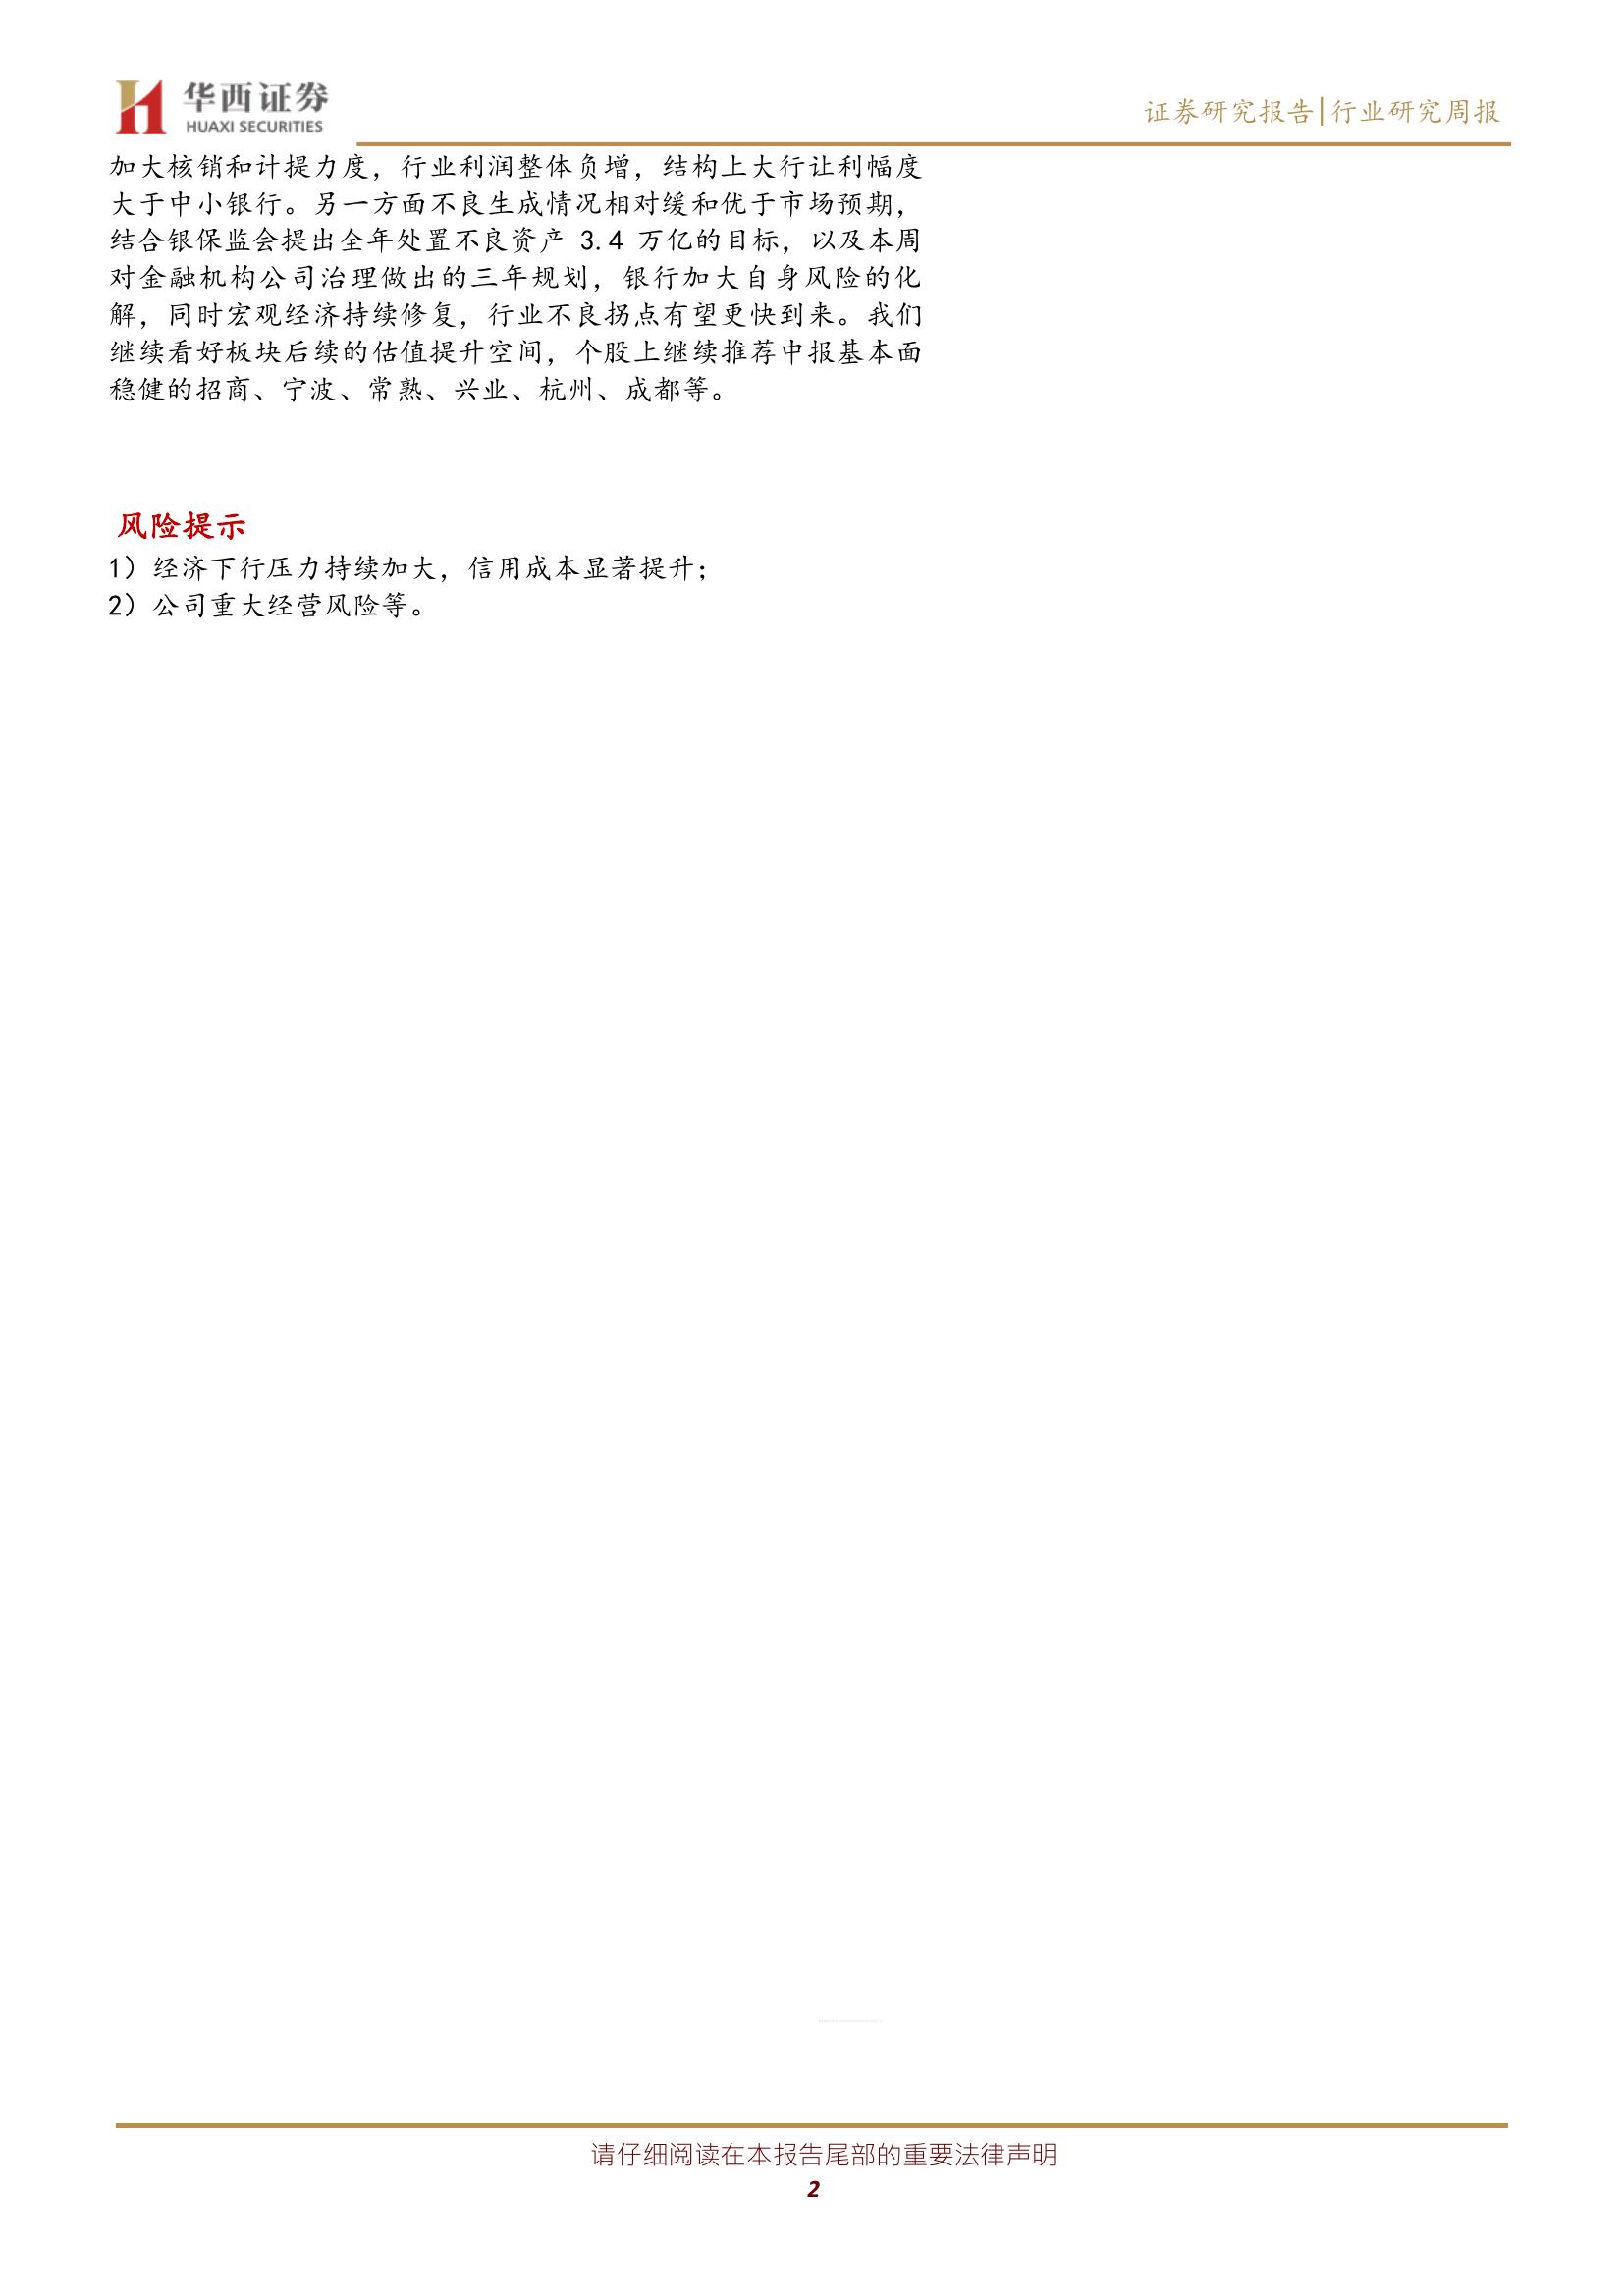 华西证券
HUAXI SECURITIES
证券研究报告|行业研究周报
加大核销和计提力度，行业利润整体负增，结构上大行让利幅度
大于中小银行。另一方面不良生成情况相对缓和优于市场预期，
结合银保监会提出全年处置不良资产 3.4 万亿的目标，以及本周
对金融机构公司治理做出的三年规划，银行加大自身风险的化
解，同时宏观经济持续修复，行业不良拐点有望更快到来。我们
继续看好板块后续的估值提升空间，个股上继续推荐中报基本面
稳健的招商、宁波、常熟、兴业、杭州、成都等。
风险提示
1）经济下行压力持续加大，信用成本显著提升；
2）公司重大经营风险等。
请仔细阅读在本报告尾部的重要法律声明
2